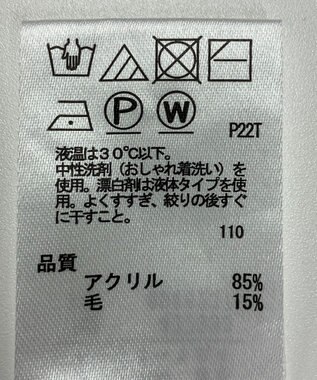 P W
P22T
液温は30℃以下。
中性洗剤（おしゃれ着洗い）を
使用。漂白剤は液体タイプを使
用。よくすすぎ、絞りの後すぐ
に干すこと。
110
品質
アクリル 85%
毛 15%